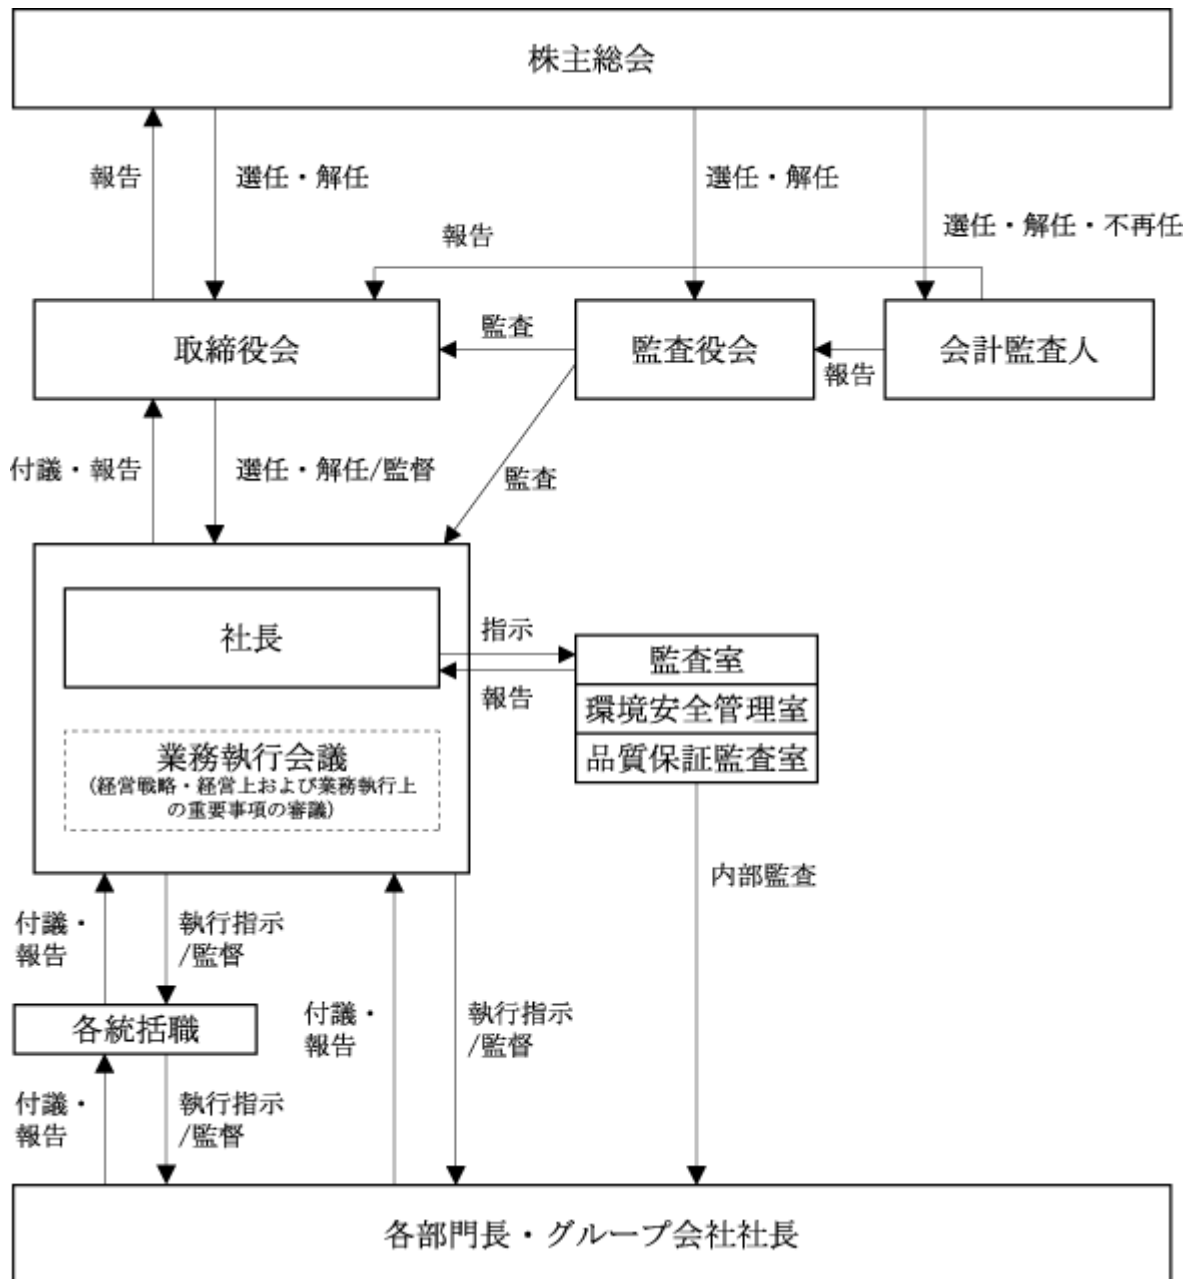 株主総会
報告
選任・解任
選任・解任
選任・解任・不再任
報告
取締役会
監査
監査役会
報告
会計監査人
付議・報告
選任・解任/監督
監査
社長
指示
報告
監査室
環境安全管理室
品質保証監査室
業務執行会議
(経営戦略・経営上および業務執行上
の重要事項の審議)
内部監査
付議・
報告
執行指示
/監督
各統括職
付議・
報告
執行指示
/監督
付議・
報告
執行指示
/監督
各部門長・グループ会社社長